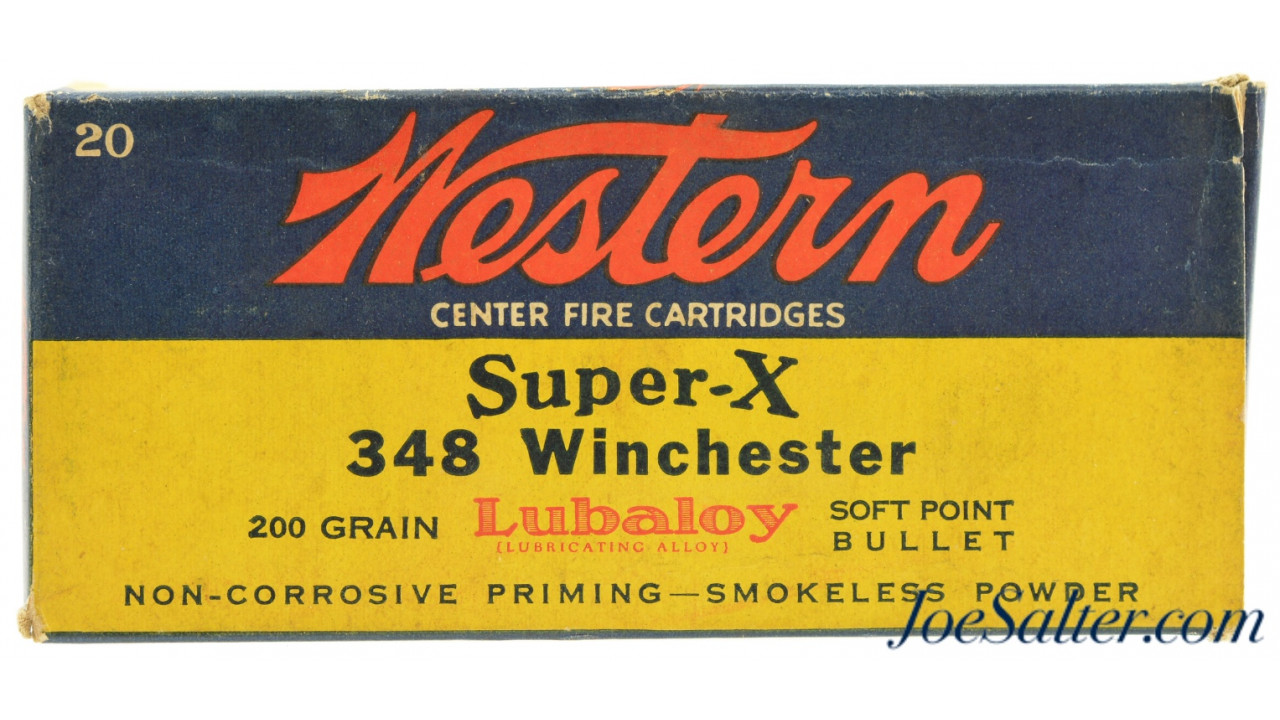 20
Western
CENTER FIRE CARTRIDGES
Super-X
348 Winchester
200 GRAIN Lubaloy SOFT POINT
(LUBRICATING ALLOY) BULLET
NON-CORROSIVE PRIMING—SMOKELESS POWDER
JoeSalter.com